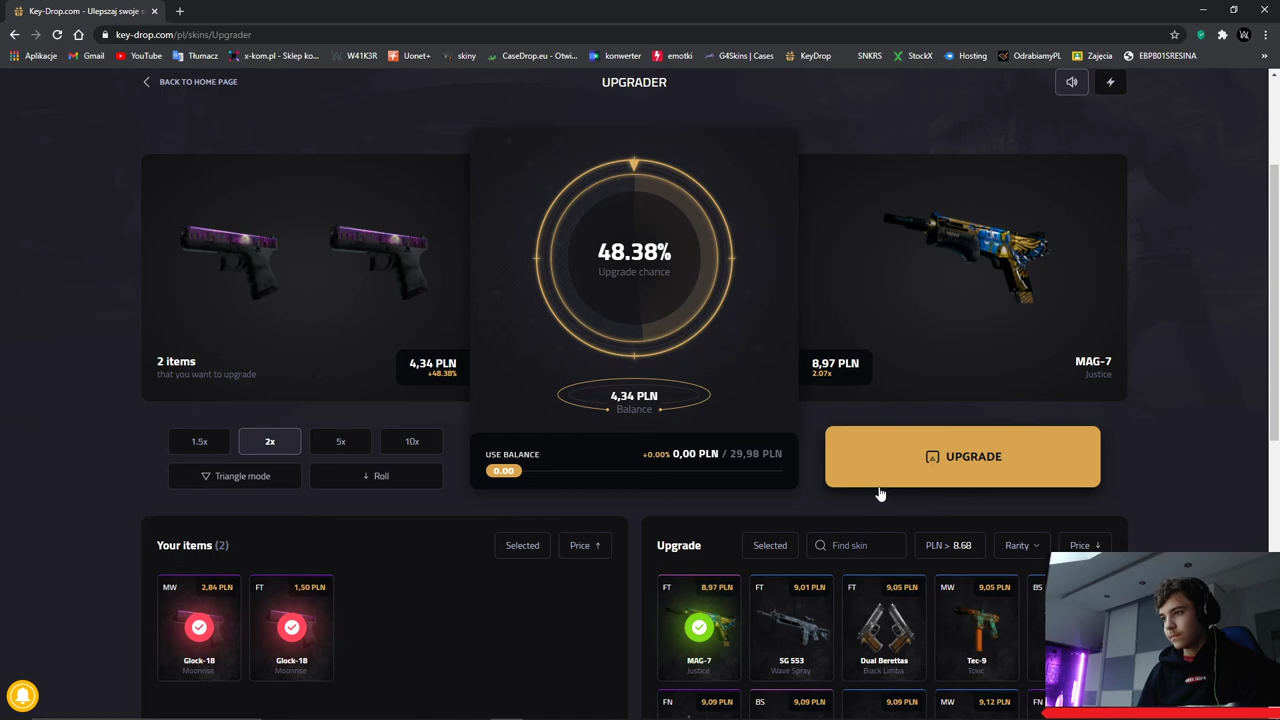 Key-Drop.com - Ulepszaj swoje s
key-drop.com/pl/skins/Upgrader
Aplikacje Gmail YouTube Tłumacz x-kom.pl - Sklep ko... W41K3R Uonet+ skiny CaseDrop.eu - Otwi... konwerter emotki G4Skins | Cases KeyDrop SNKRS StockX Hosting OdrabiamyPL Zajęcia EBPB01SRESINA
BACK TO HOME PAGE
UPGRADER
48.38%
Upgrade chance
2 items
that you want to upgrade
4,34 PLN
+48.38%
8,97 PLN
2.07x
MAG-7
Justice
4,34 PLN
Balance
1.5x 2x 5x 10x
Triangle mode Roll
USE BALANCE +0.00% 0,00 PLN / 29,98 PLN
0.00
UPGRADE
Your items (2) Selected Price
Upgrade Selected Find skin PLN > 8.68 Rarity Price
MW 2,84 PLN
Glock-18
Moonrise
FT 1,50 PLN
Glock-18
Moonrise
FT 8,97 PLN
MAG-7
Justice
FT 9,01 PLN
SG 553
Wave Spray
FT 9,05 PLN
Dual Berettas
Black Limba
MW 9,05 PLN
Tec-9
Toxic
BS
FN 9,09 PLN
BS 9,09 PLN
9,09 PLN
MW 9,12 PLN
FN